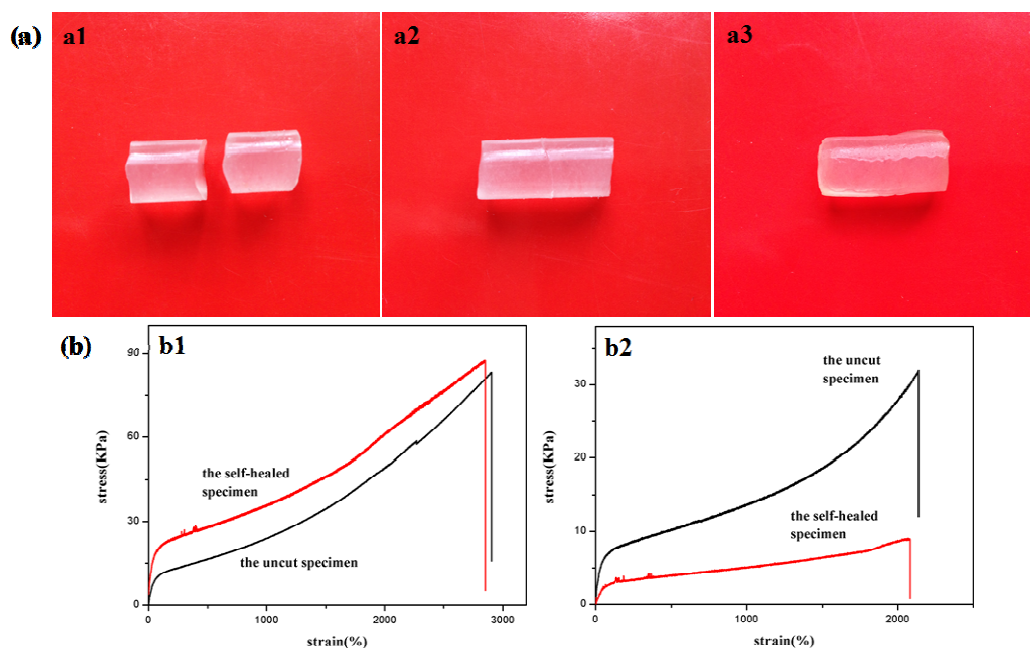 (a)
a1
a2
a3
(b)
b1
90
60
30
0
stress(KPa)
the self-healed
specimen
the uncut specimen
0
1000
2000
3000
strain(%)
b2
30
20
10
0
stress(KPa)
the uncut
specimen
the self-healed
specimen
0
1000
2000
strain(%)